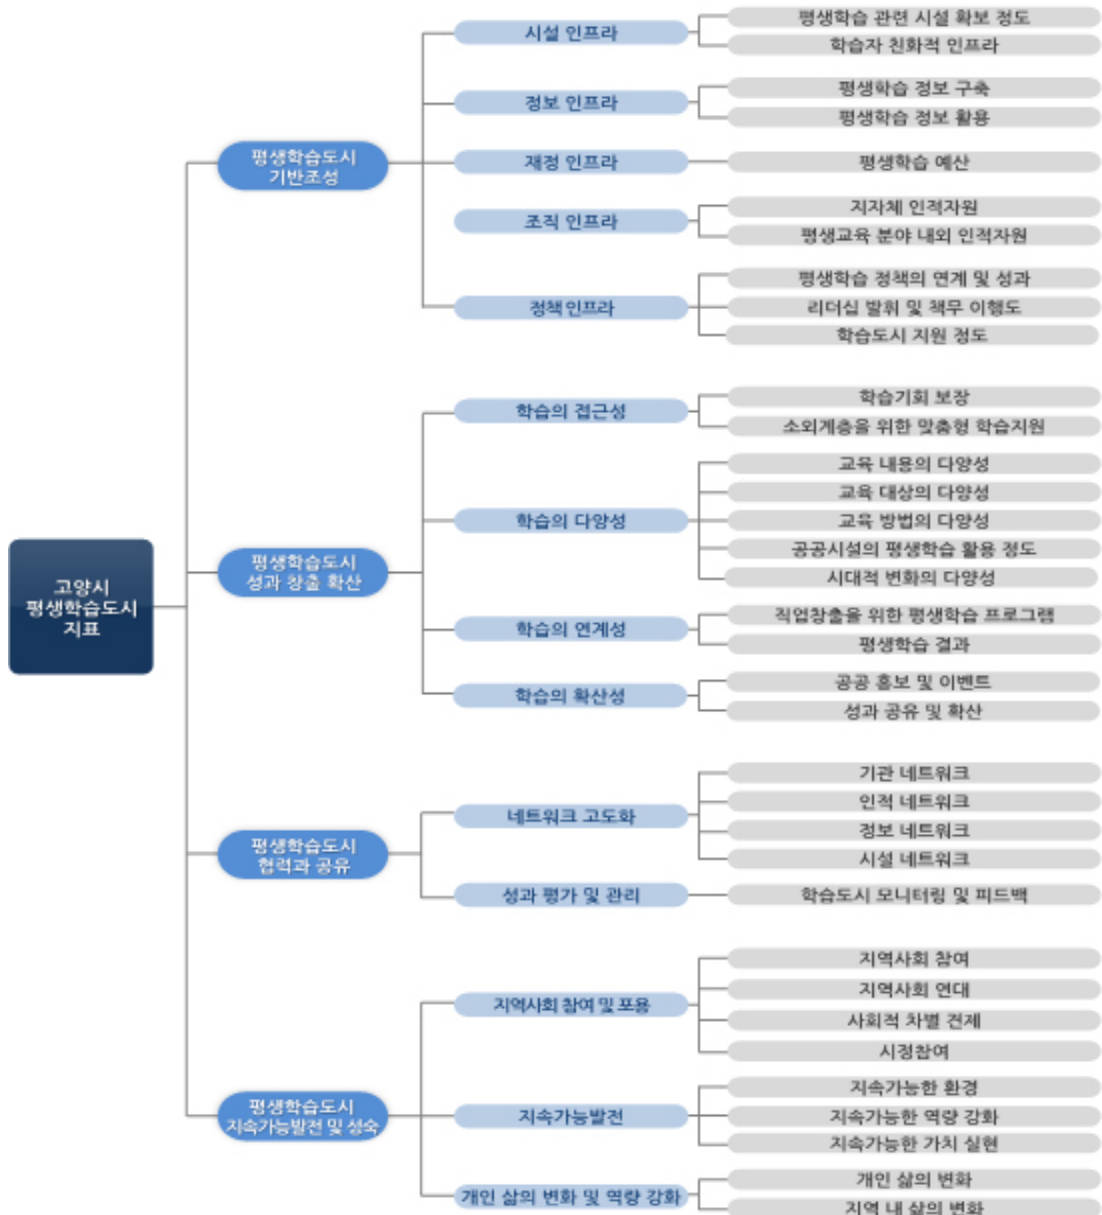 고양시
평생학습도시
지표
평생학습도시
기반조성
시설 인프라
평생학습 관련 시설 확보 정도
학습자 친화적 인프라
정보 인프라
평생학습 정보 구축
평생학습 정보 활용
재정 인프라
평생학습 예산
조직 인프라
지자체 인적자원
평생교육 분야 내외 인적자원
정책 인프라
평생학습 정책의 연계 및 성과
리더십 발휘 및 책무 이행도
학습도시 지원 정도
평생학습도시
성과 창출 확산
학습의 접근성
학습기회 보장
소외계층을 위한 맞춤형 학습지원
학습의 다양성
교육 내용의 다양성
교육 대상의 다양성
교육 방법의 다양성
공공시설의 평생학습 활용 정도
시대적 변화의 다양성
학습의 연계성
직업창출을 위한 평생학습 프로그램
평생학습 결과
학습의 확산성
공공 홍보 및 이벤트
성과 공유 및 확산
평생학습도시
협력과 공유
네트워크 고도화
기관 네트워크
인적 네트워크
정보 네트워크
시설 네트워크
성과 평가 및 관리
학습도시 모니터링 및 피드백
평생학습도시
지속가능발전 및 성숙
지역사회 참여 및 포용
지역사회 참여
지역사회 연대
사회적 차별 견제
시정참여
지속가능발전
지속가능한 환경
지속가능한 역량 강화
지속가능한 가치 실현
개인 삶의 변화 및 역량 강화
개인 삶의 변화
지역 내 삶의 변화